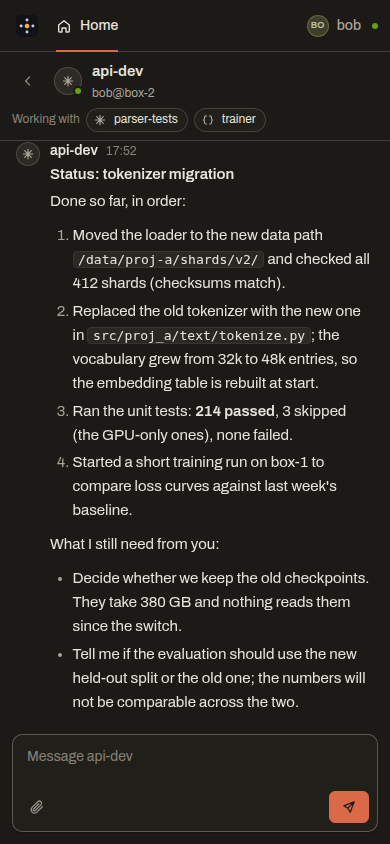 Home
BO bob
api-dev
bob@box-2
Working with parser-tests trainer
api-dev 17:52
Status: tokenizer migration
Done so far, in order:
1. Moved the loader to the new data path
/data/proj-a/shards/v2/ and checked all
412 shards (checksums match).
2. Replaced the old tokenizer with the new one
in src/proj_a/text/tokenize.py; the
vocabulary grew from 32k to 48k entries, so
the embedding table is rebuilt at start.
3. Ran the unit tests: 214 passed, 3 skipped
(the GPU-only ones), none failed.
4. Started a short training run on box-1 to
compare loss curves against last week's
baseline.
What I still need from you:
• Decide whether we keep the old checkpoints.
They take 380 GB and nothing reads them
since the switch.
• Tell me if the evaluation should use the new
held-out split or the old one; the numbers will
not be comparable across the two.
Message api-dev